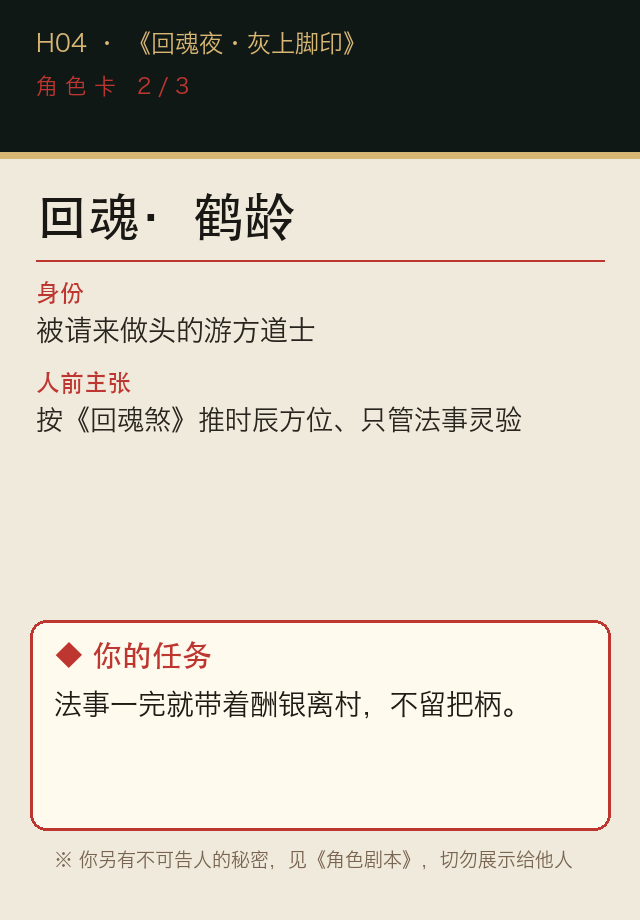 H04 · 《回魂夜·灰上脚印》
角色卡 2/3
回魂· 鹤龄
身份
被请来做头的游方道士
人前主张
按《回魂煞》推时辰方位、只管法事灵验
◆ 你的任务
法事一完就带着酬银离村，不留把柄。
※ 你另有不可告人的秘密，见《角色剧本》，切勿展示给他人